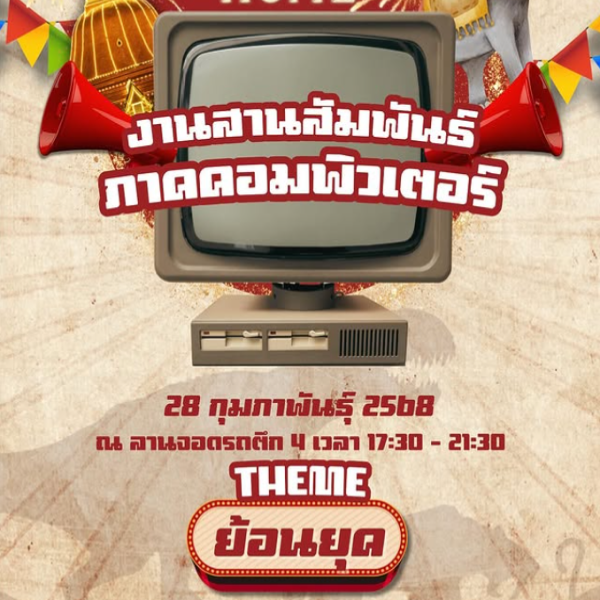 งานสานสัมพันธ์
ภาคคอมพิวเตอร์
28 กุมภาพันธุ์ 2568
ณ ลานจอดรถตึก 4 เวลา 17:30 - 21:30
THEME
ย้อนยุค